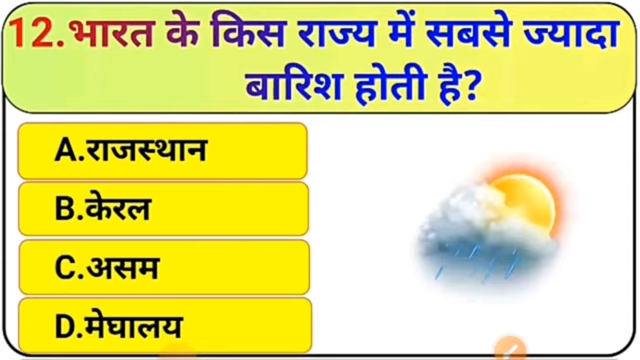 12.भारत के किस राज्य में सबसे ज्यादा
बारिश होती है?
A.राजस्थान
B.केरल
C.असम
D.मेघालय